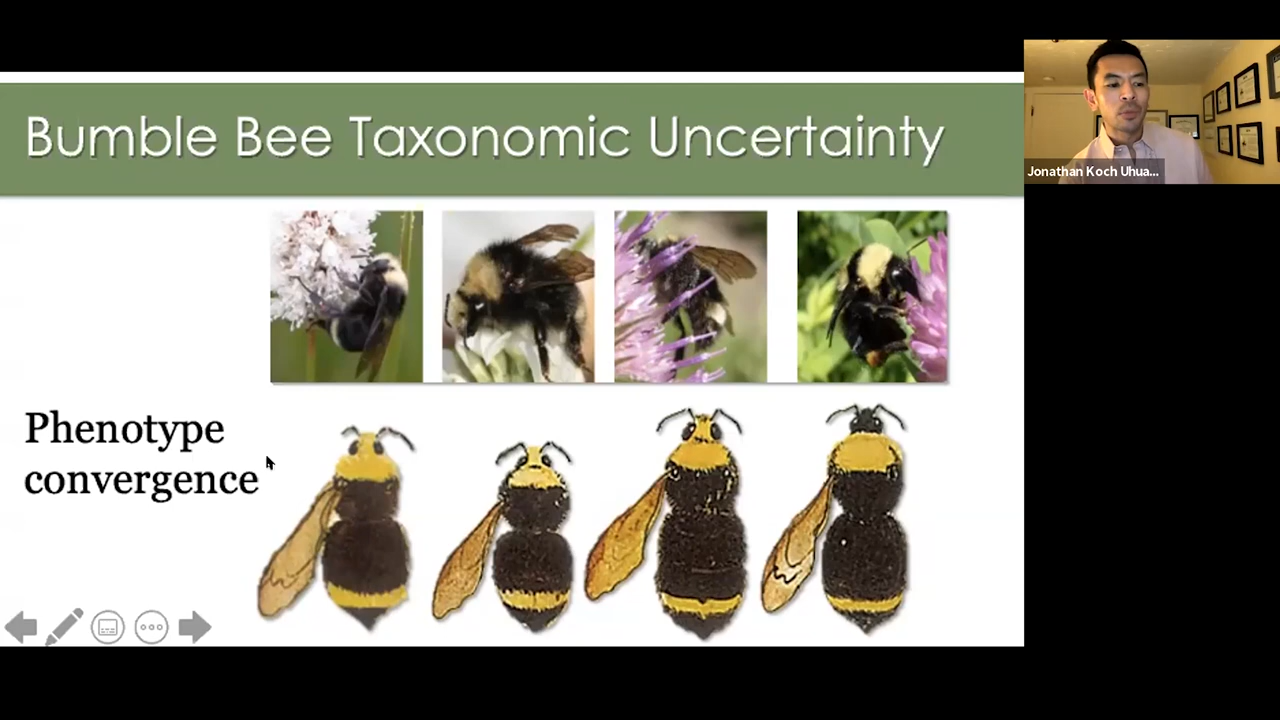 Bumble Bee Taxonomic Uncertainty
Jonathan Koch Uhua...
Phenotype
convergence